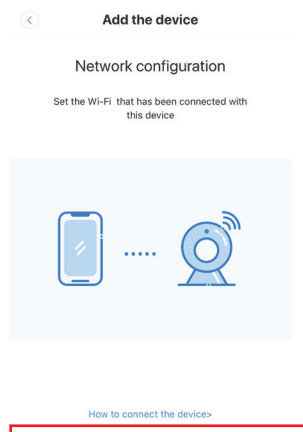 Add the device
Network configuration
Set the Wi-Fi that has been connected with
this device
How to connect the device>